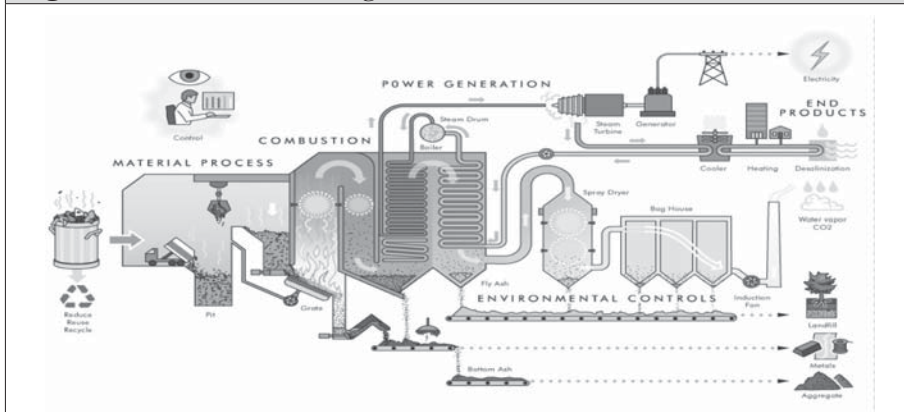 POWER GENERATION
Electricity
END
PRODUCTS
Control
COMBUSTION
Steam Drum
Boiler
Steam
Turbine
Generator
Cooler
Heating
Desalinization
MATERIAL PROCESS
Spray Dryer
Bag House
Water vapor
CO2
Fly Ash
ENVIRONMENTAL CONTROLS
Induction
Fan
Reduce
Reuse
Recycle
Pit
Grate
Landfill
Metals
Bottom Ash
Aggregate